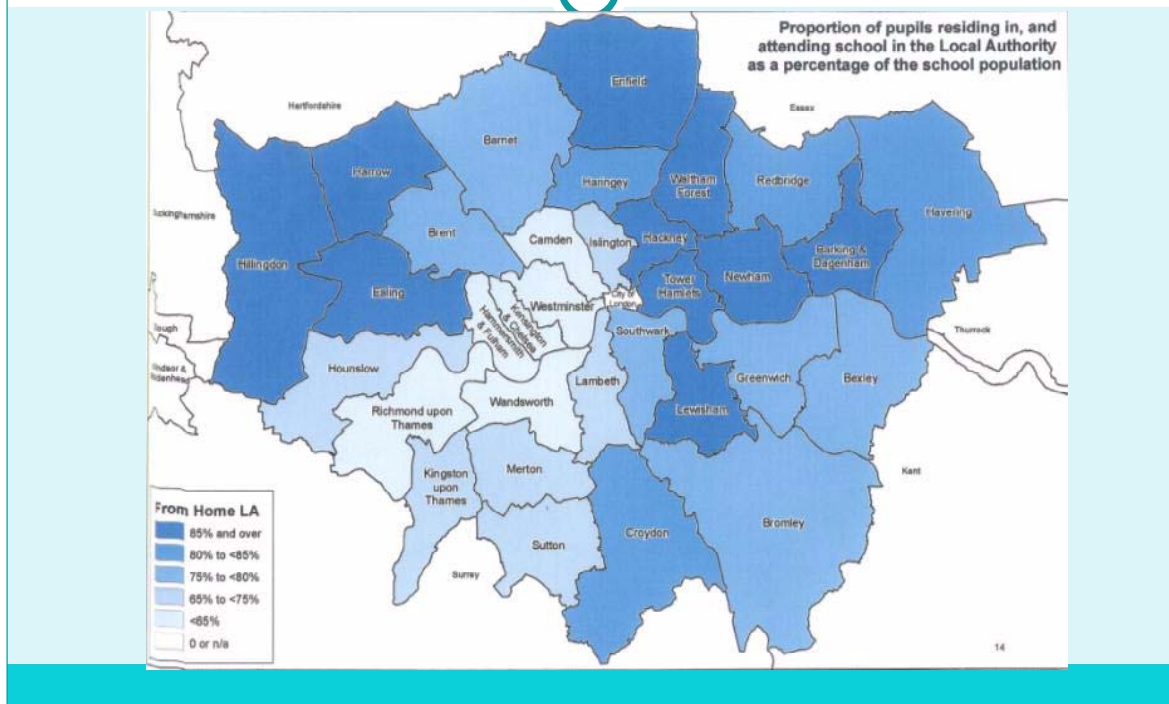 Proportion of pupils residing in, and
attending school in the Local Authority
as a percentage of the school population
Enfield
Hertfordshire
Essex
Barnet
Harrow
Haringey
Waltham
Forest
Redbridge
Havering
Buckinghamshire
Brent
Camden
Islington
Hackney
Barking &
Dagenham
Hillingdon
Ealing
Tower
Hamlets
Newham
Westminster
City of
London
Kensington
& Chelsea
Hammersmith
& Fulham
Southwark
Thurrock
Slough
Hounslow
Greenwich
Bexley
Windsor &
Maidenhead
Lambeth
Wandsworth
Richmond upon
Thames
Lewisham
Kingston
upon
Thames
Merton
Kent
Bromley
Croydon
Sutton
Surrey
From Home LA
85% and over
80% to <85%
75% to <80%
65% to <75%
<65%
0 or n/a
14